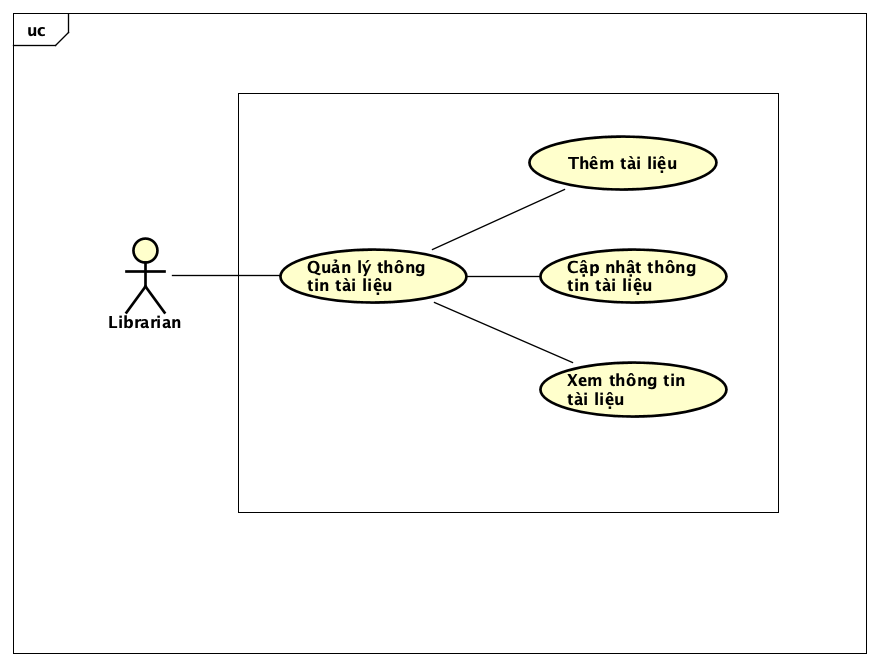 uc
Thêm tài liệu
Quản lý thông
tin tài liệu
Cập nhật thông
tin tài liệu
Librarian
Xem thông tin
tài liệu